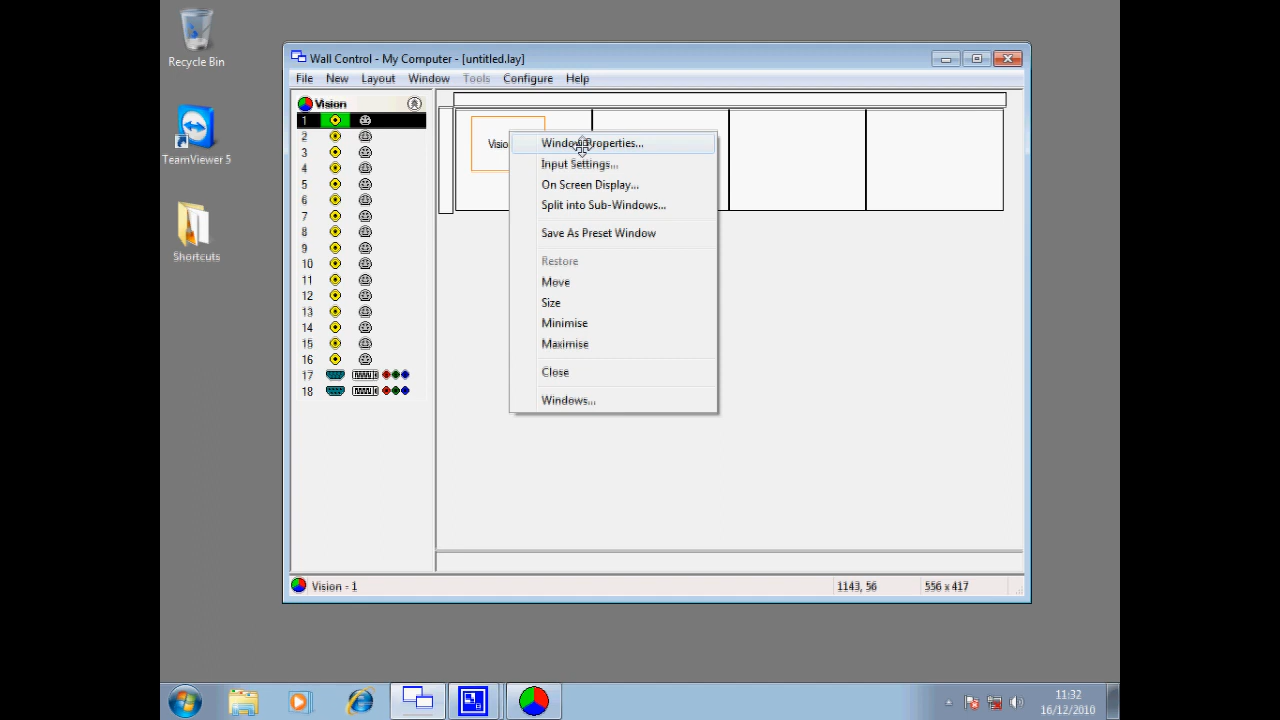 Recycle Bin
TeamViewer 5
Shortcuts
Wall Control - My Computer - [untitled.lay]
File New Layout Window Tools Configure Help
Vision
1
2
3
4
5
6
7
8
9
10
11
12
13
14
15
16
17
18
Visio
Window Properties...
Input Settings...
On Screen Display...
Split into Sub-Windows...
Save As Preset Window
Restore
Move
Size
Minimise
Maximise
Close
Windows...
Vision = 1
1143, 56
556 x 417
11:32
16/12/2010